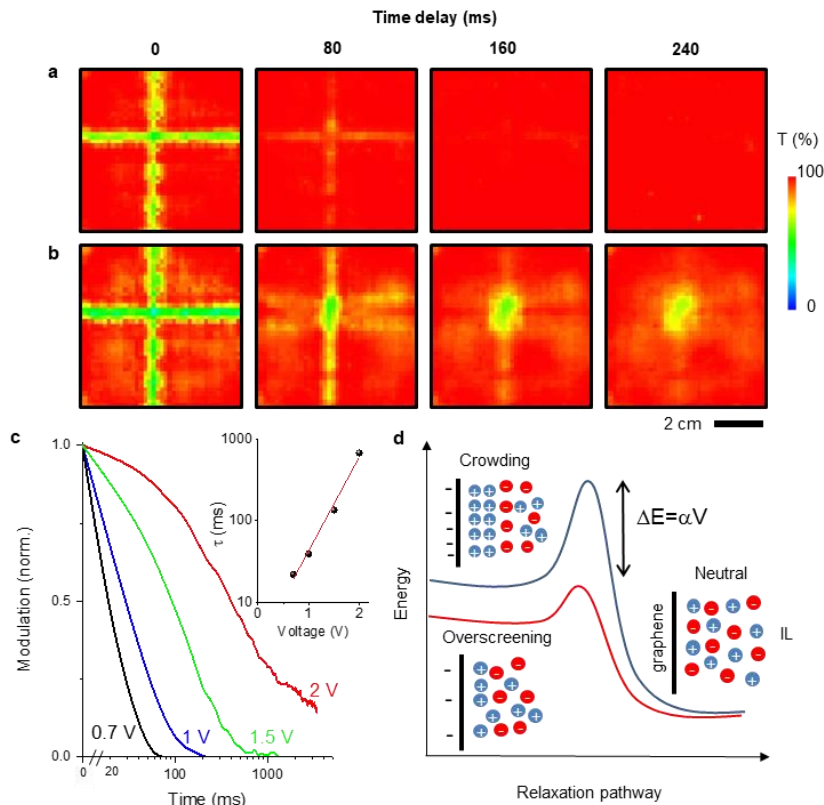 Time delay (ms)
0 80 160 240
a
T (%)
100
0
b
2 cm
c
1.0
0.5
0.0
Modulation (norm.)
0 20 100 1000
Time (ms)
0.7 V
1 V
1.5 V
2 V
1000
100
10
τ (ms)
0 1 2
Voltage (V)
d
Crowding
ΔE=αV
Neutral
graphene
IL
Overscreening
Energy
Relaxation pathway